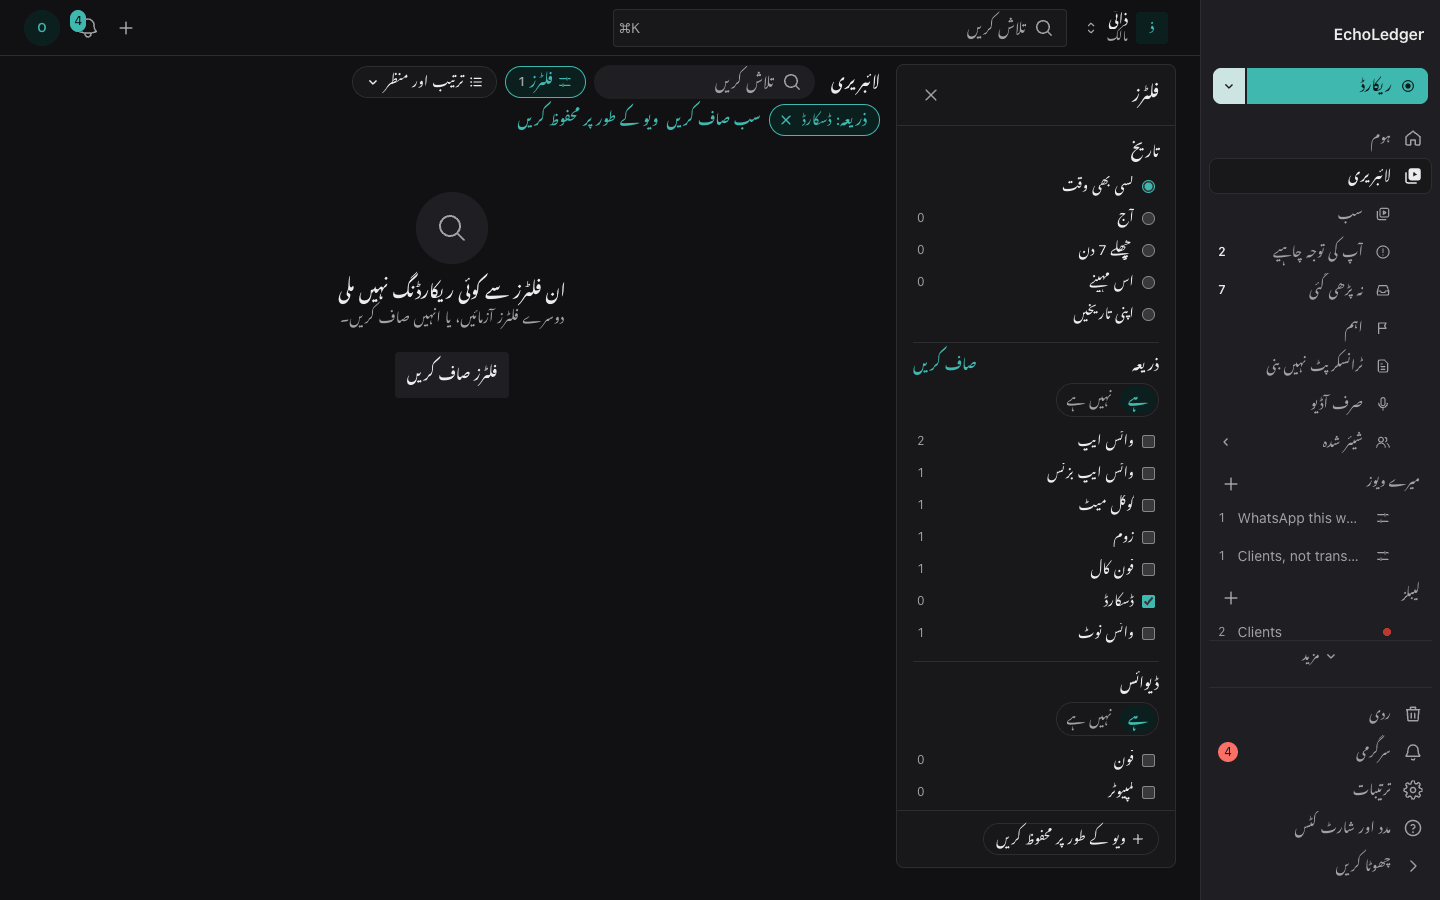 EchoLedger
ریکارڈ
ہوم
لائبریری
سب
آپ کی توجہ چاہیے 2
نہ پڑھی گئی 7
اہم
ٹرانسکرپٹ نہیں بنی
صرف آڈیو
شیئر شدہ
میرے ویوز
WhatsApp this w... 1
Clients, not trans... 1
لیبلز
Clients 2
مزید
ردی
سرگرمی 4
ترتیبات
مدد اور شارٹ کٹس
چھوٹا کریں
ذ
ذاتی
مالک
تلاش کریں ⌘K
4
O
فلٹرز
تاریخ
کسی بھی وقت
آج 0
پچھلے 7 دن 0
اس مہینے 0
اپنی تاریخیں
ذریعہ صاف کریں
ہے نہیں ہے
واٹس ایپ 2
واٹس ایپ بزنس 1
گوگل میٹ 1
زوم 1
فون کال 1
ڈسکارڈ 0
وائس نوٹ 1
ڈیوائس
ہے نہیں ہے
فون 0
کمپیوٹر 0
ویو کے طور پر محفوظ کریں
لائبریری تلاش کریں فلٹرز 1 ترتیب اور منظر
ذریعہ: ڈسکارڈ سب صاف کریں ویو کے طور پر محفوظ کریں
ان فلٹرز سے کوئی ریکارڈنگ نہیں ملی
دوسرے فلٹرز آزمائیں، یا انہیں صاف کریں۔
فلٹرز صاف کریں